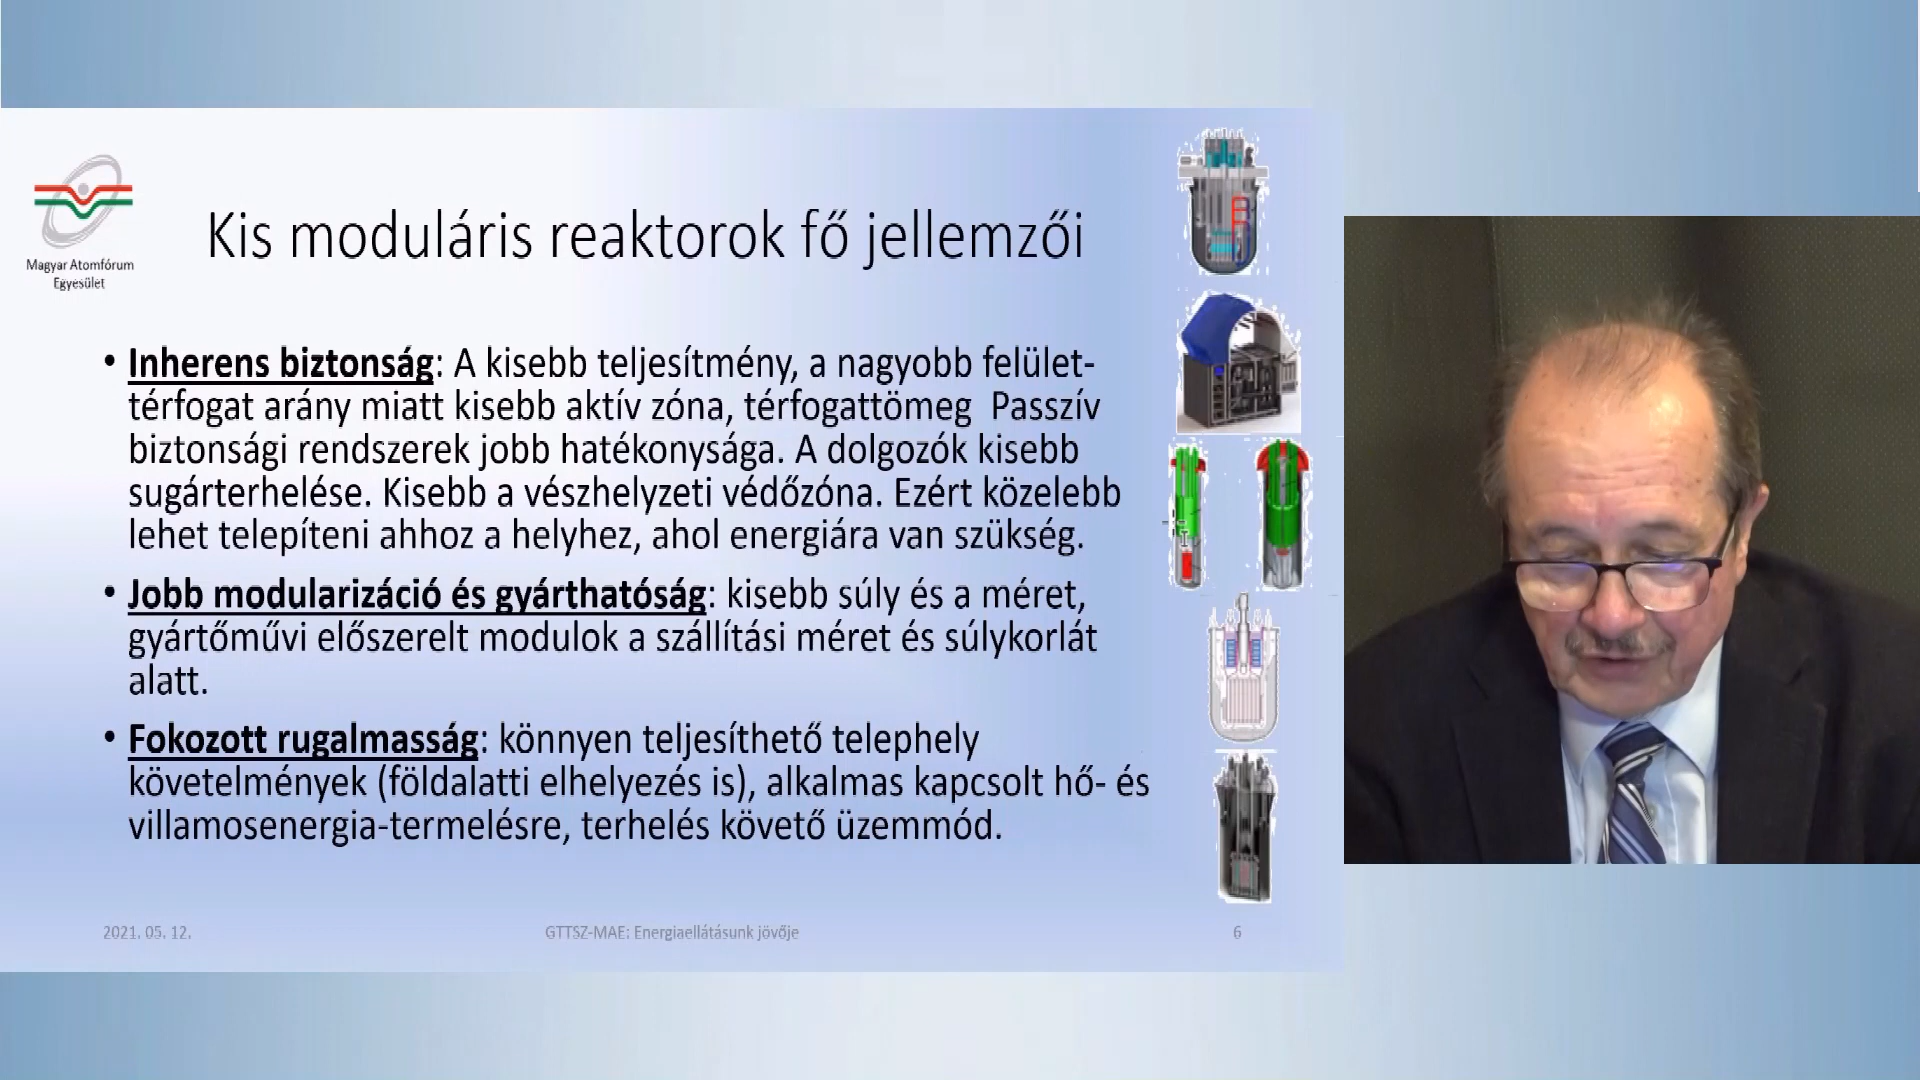 Magyar Atomfórum
Egyesület
Kis moduláris reaktorok fő jellemzői
• Inherens biztonság: A kisebb teljesítmény, a nagyobb felület-
térfogat arány miatt kisebb aktív zóna, térfogattömeg  Passzív
biztonsági rendszerek jobb hatékonysága. A dolgozók kisebb
sugárterhelése. Kisebb a vészhelyzeti védőzóna. Ezért közelebb
lehet telepíteni ahhoz a helyhez, ahol energiára van szükség.
• Jobb modularizáció és gyárthatóság: kisebb súly és a méret,
gyártőművi előszerelt modulok a szállítási méret és súlykorlát
alatt.
• Fokozott rugalmasság: könnyen teljesíthető telephely
követelmények (földalatti elhelyezés is), alkalmas kapcsolt hő- és
villamosenergia-termelésre, terhelés követő üzemmód.
2021. 05. 12.
GTTSZ-MAE: Energiaellátásunk jövője
6